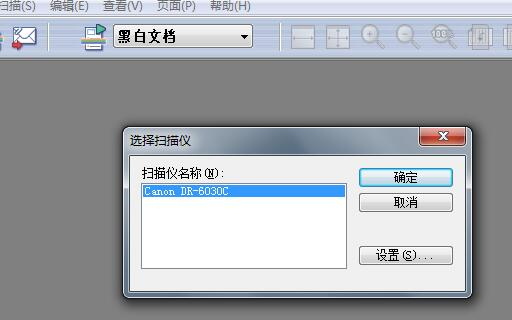 扫描(S) 编辑(E) 查看(V) 页面(P) 帮助(H)
黑白文档
100%
选择扫描仪
扫描仪名称(N):
Canon DR-6030C
确定
取消
设置(S)...